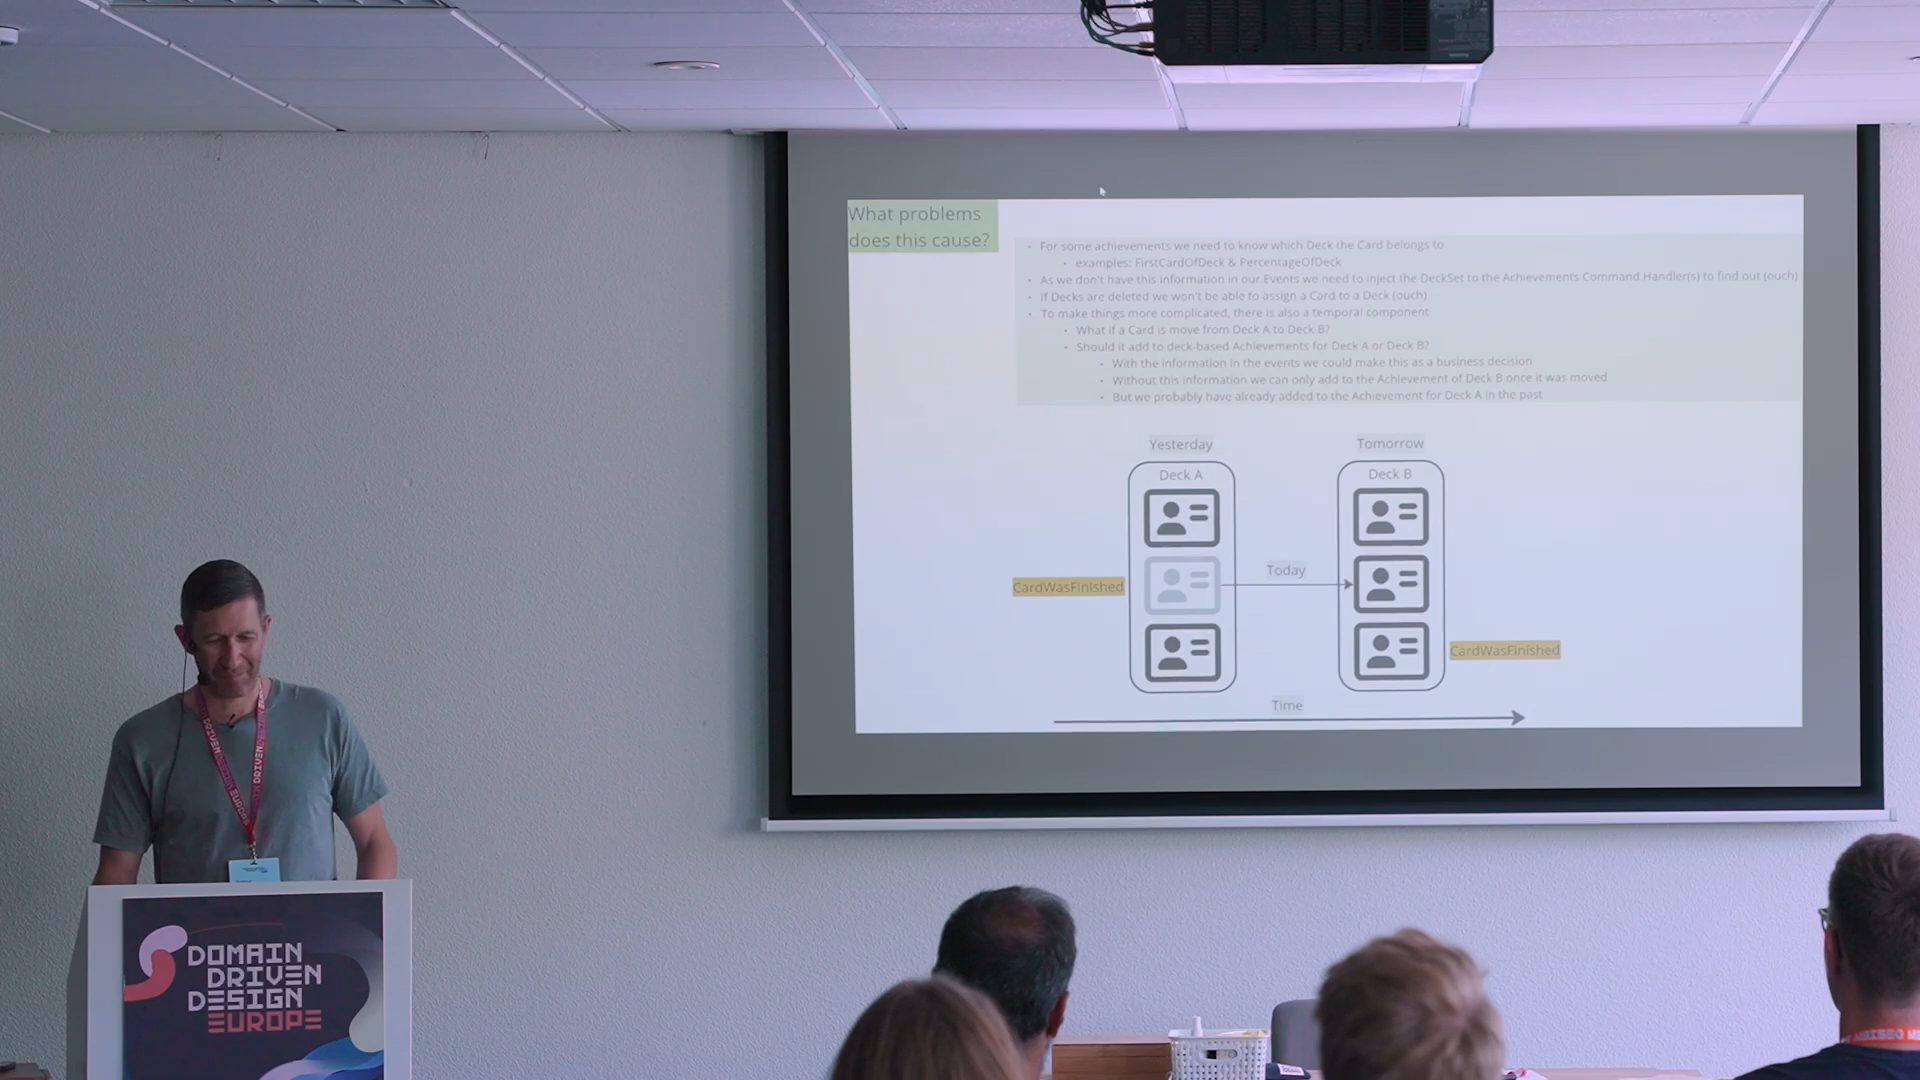 What problems
does this cause?
• For some achievements we need to know which Deck the Card belongs to
• examples: FirstCardOfDeck & PercentageOfDeck
• As we don't have this information in our Events we need to inject the DeckSet to the Achievements Command Handler(s) to find out (ouch)
• If Decks are deleted we won't be able to assign a Card to a Deck (ouch)
• To make things more complicated, there is also a temporal component
• What if a Card is move from Deck A to Deck B?
• Should it add to deck-based Achievements for Deck A or Deck B?
• With the information in the events we could make this as a business decision
• Without this information we can only add to the Achievement of Deck B once it was moved
• But we probably have already added to the Achievement for Deck A in the past
Yesterday
Tomorrow
Deck A
Deck B
Today
CardWasFinished
CardWasFinished
Time
DOMAIN
DRIVEN
DESIGN
EUROPE